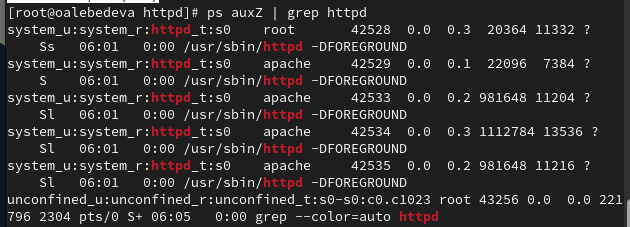 [root@oalebedeva httpd]# ps auxZ | grep httpd
system_u:system_r:httpd_t:s0    root       42528  0.0  0.3  20364 11332 ?
    Ss   06:01   0:00 /usr/sbin/httpd -DFOREGROUND
system_u:system_r:httpd_t:s0    apache     42529  0.0  0.1  22096  7384 ?
    S    06:01   0:00 /usr/sbin/httpd -DFOREGROUND
system_u:system_r:httpd_t:s0    apache     42533  0.0  0.2 981648 11204 ?
    Sl   06:01   0:00 /usr/sbin/httpd -DFOREGROUND
system_u:system_r:httpd_t:s0    apache     42534  0.0  0.3 1112784 13536 ?
    Sl   06:01   0:00 /usr/sbin/httpd -DFOREGROUND
system_u:system_r:httpd_t:s0    apache     42535  0.0  0.2 981648 11216 ?
    Sl   06:01   0:00 /usr/sbin/httpd -DFOREGROUND
unconfined_u:unconfined_r:unconfined_t:s0-s0:c0.c1023 root 43256 0.0  0.0 221
796 2304 pts/0 S+ 06:05   0:00 grep --color=auto httpd